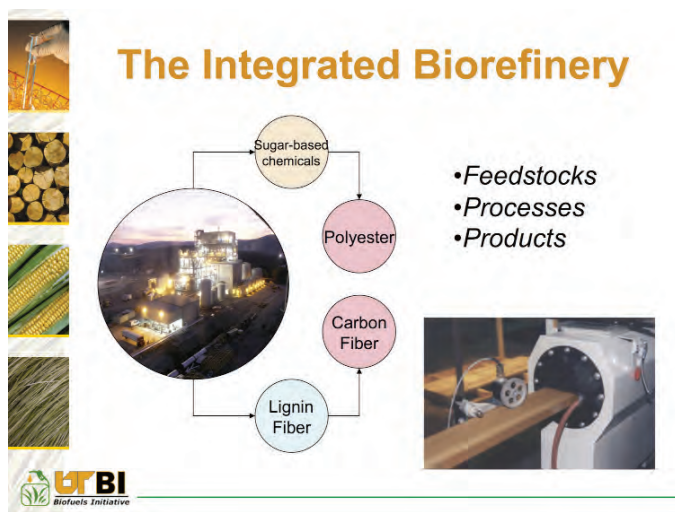 The Integrated Biorefinery
Sugar-based
chemicals
Polyester
Carbon
Fiber
Lignin
Fiber
•Feedstocks
•Processes
•Products
UTBI
Biofuels Initiative